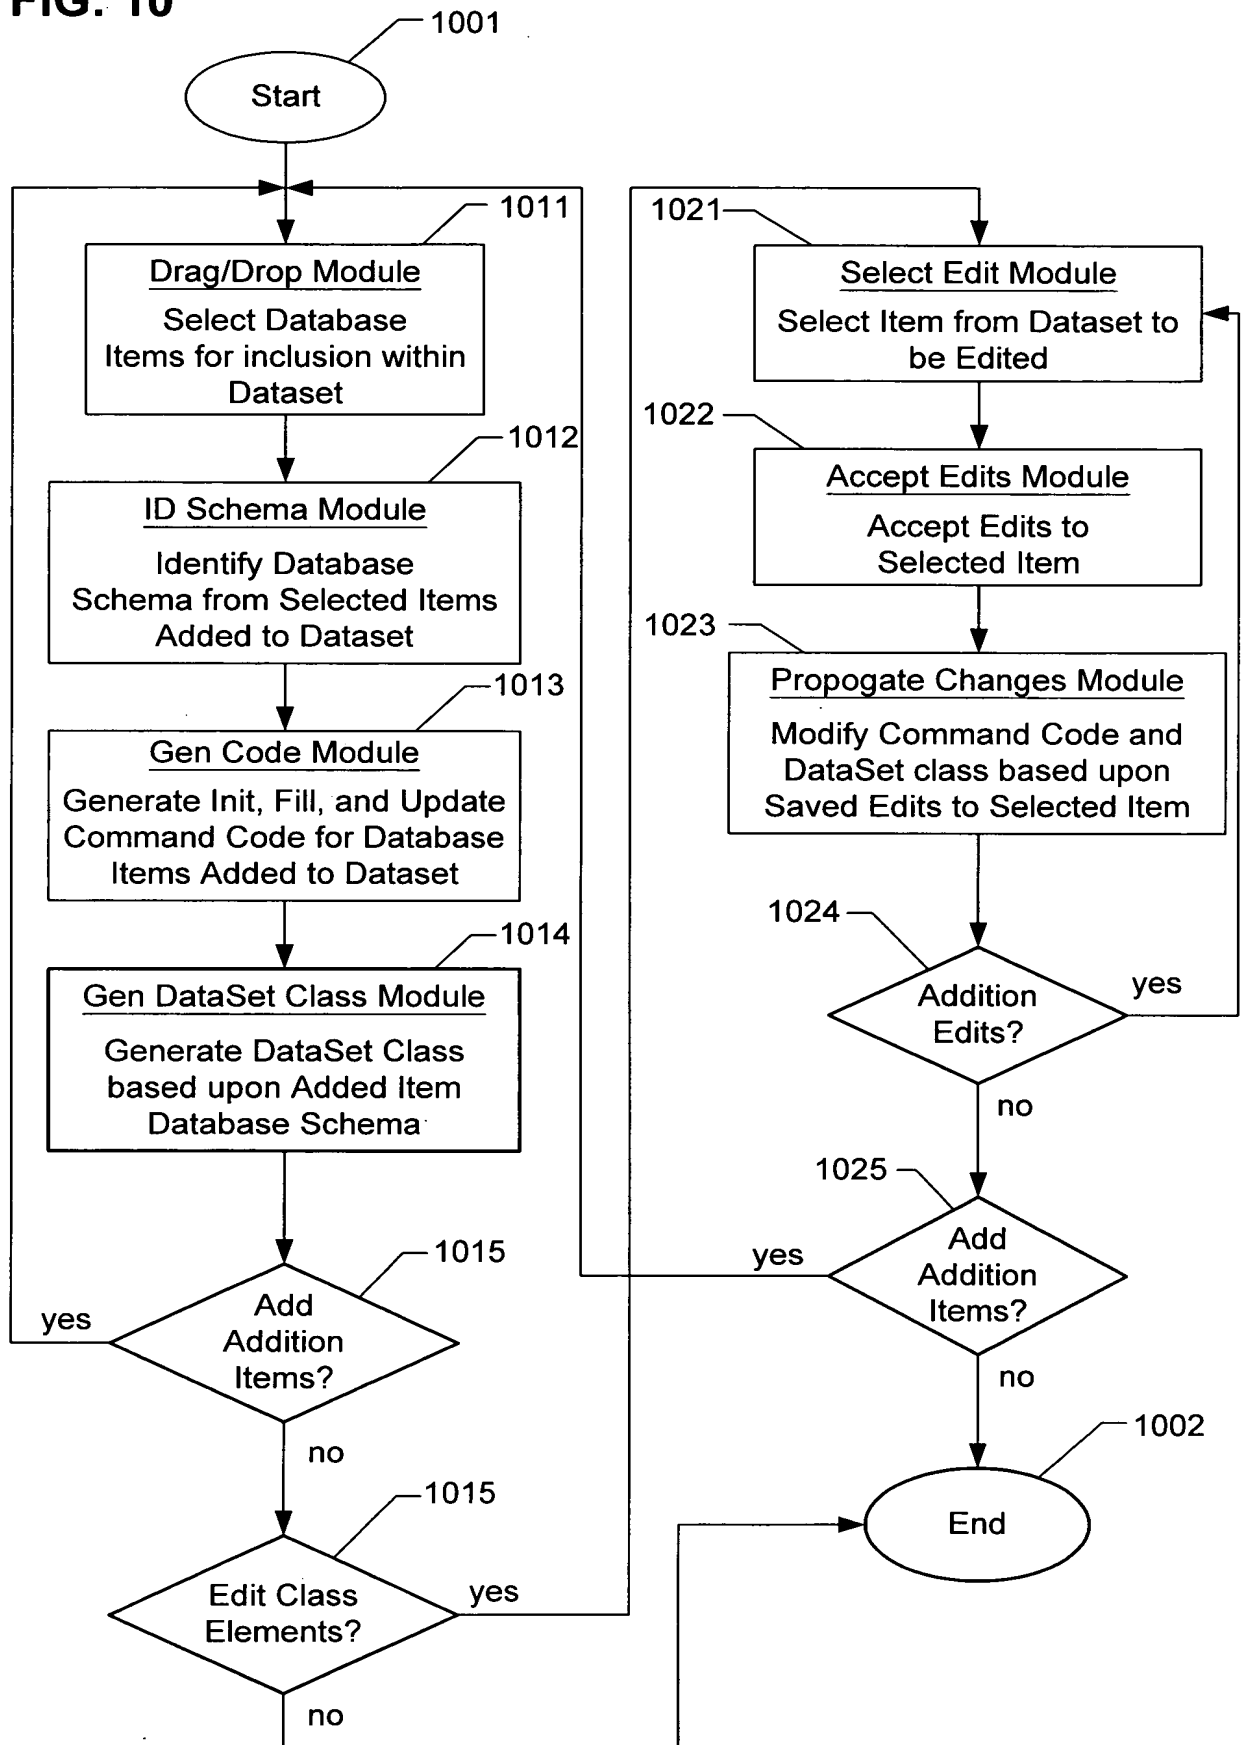 FIG. 10
1001
Start
1011
Drag/Drop Module
Select Database
Items for inclusion within
Dataset
1012
ID Schema Module
Identify Database
Schema from Selected Items
Added to Dataset
1013
Gen Code Module
Generate Init, Fill, and Update
Command Code for Database
Items Added to Dataset
1014
Gen DataSet Class Module
Generate DataSet Class
based upon Added Item
Database Schema
1015
Add
Addition
Items?
yes
no
1015
Edit Class
Elements?
yes
no
1021
Select Edit Module
Select Item from Dataset to
be Edited
1022
Accept Edits Module
Accept Edits to
Selected Item
1023
Propogate Changes Module
Modify Command Code and
DataSet class based upon
Saved Edits to Selected Item
1024
Addition
Edits?
yes
no
1025
Add
Addition
Items?
yes
no
1002
End